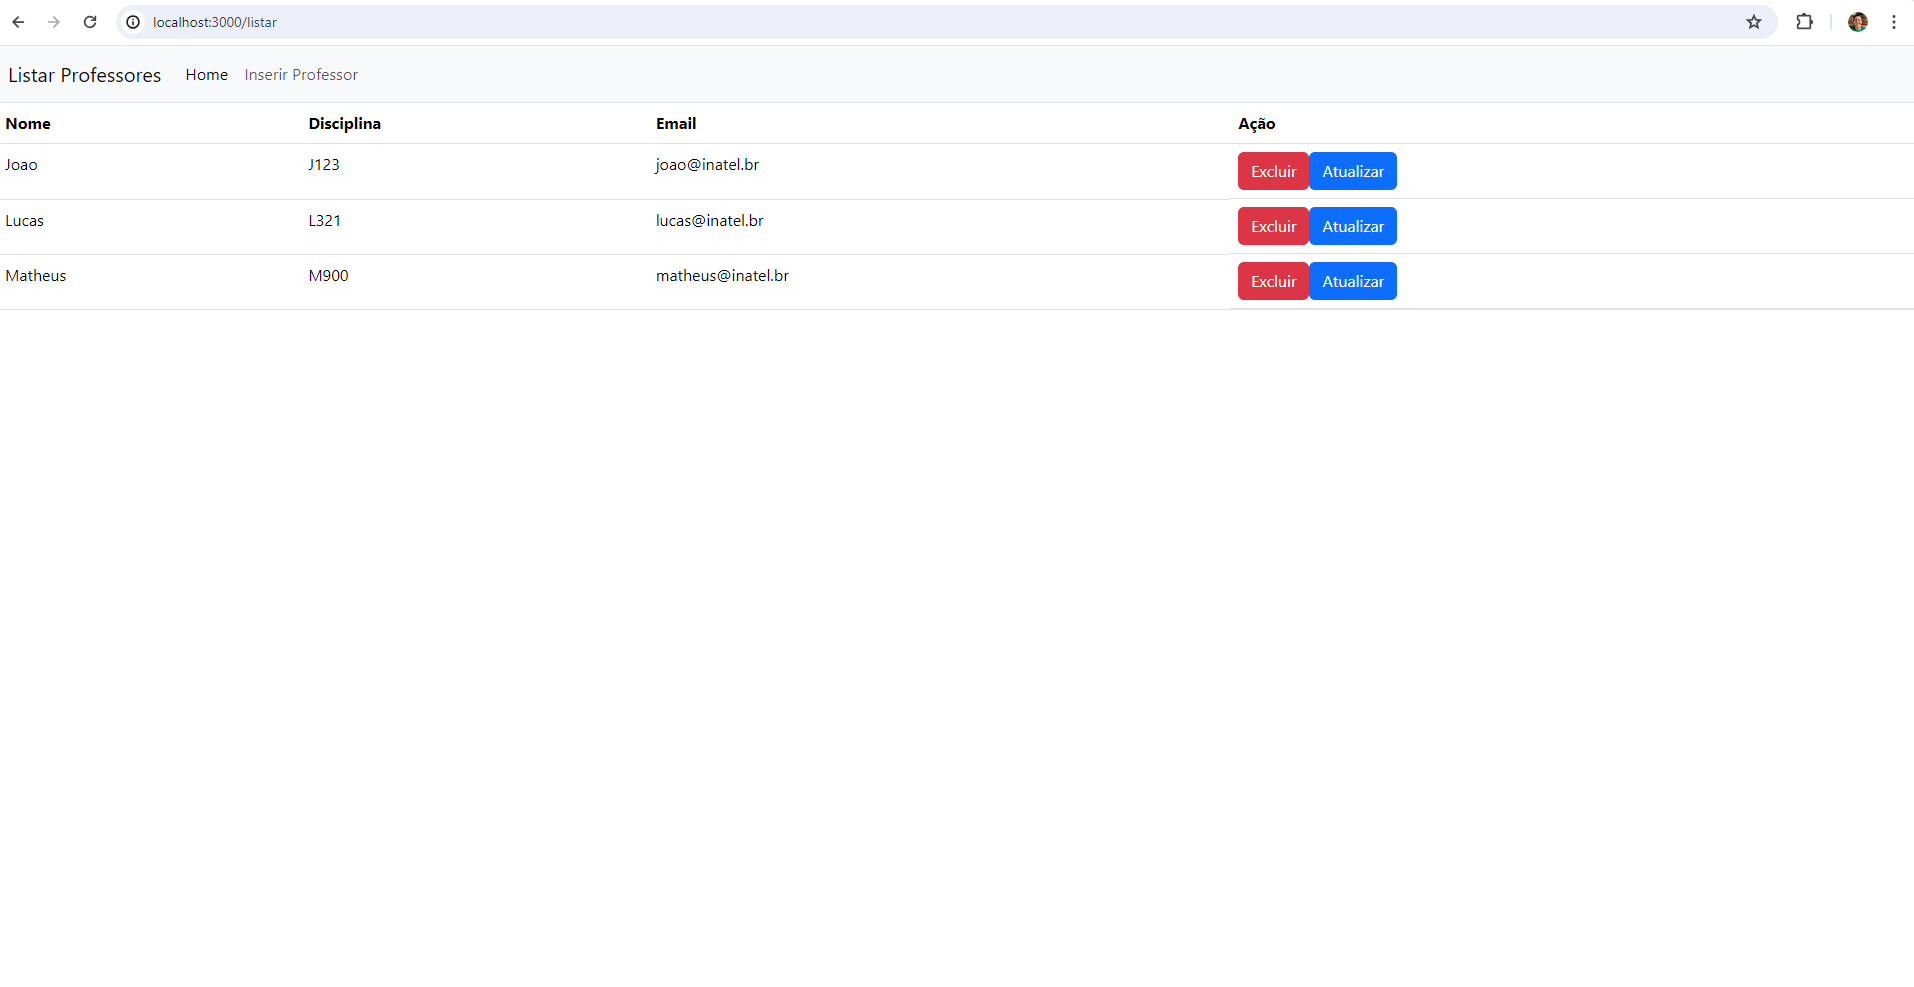 localhost:3000/listar
Listar Professores Home Inserir Professor
Nome Disciplina Email Ação
Joao J123 joao@inatel.br Excluir Atualizar
Lucas L321 lucas@inatel.br Excluir Atualizar
Matheus M900 matheus@inatel.br Excluir Atualizar